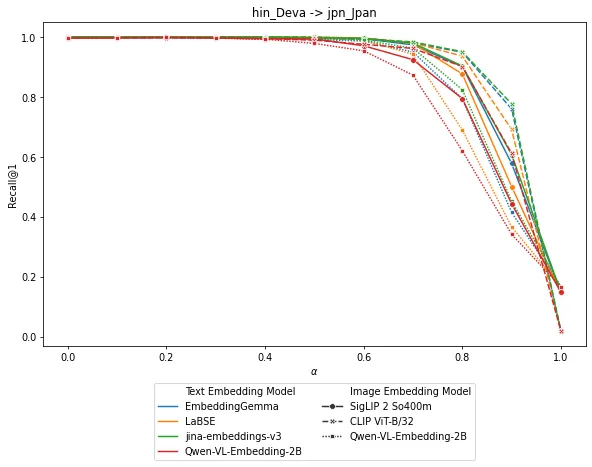 hin_Deva -> jpn_Jpan
Recall@1
1.0
0.8
0.6
0.4
0.2
0.0
0.0 0.2 0.4 0.6 0.8 1.0
α
Text Embedding Model
EmbeddingGemma
LaBSE
jina-embeddings-v3
Qwen-VL-Embedding-2B
Image Embedding Model
SigLIP 2 So400m
CLIP ViT-B/32
Qwen-VL-Embedding-2B